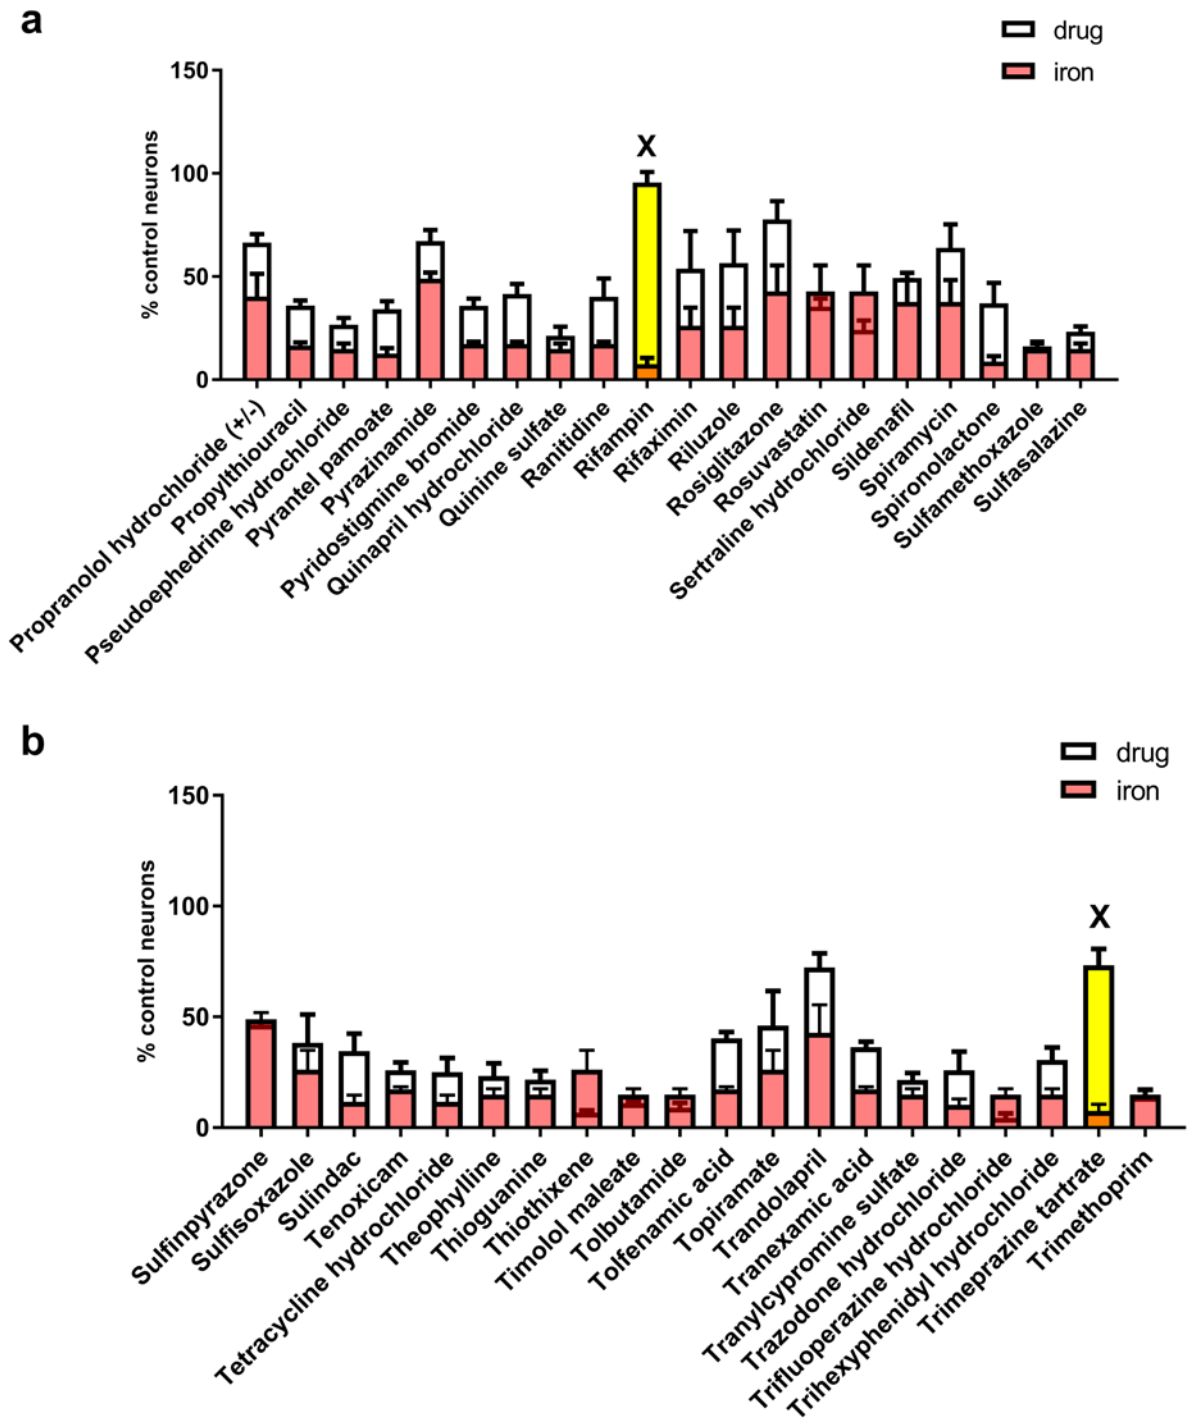 a
drug
iron
% control neurons
150
100
50
0
X
Propranolol hydrochloride (+/-)
Propylthiouracil
Pseudoephedrine hydrochloride
Pyrantel pamoate
Pyrazinamide
Pyridostigmine bromide
Quinapril hydrochloride
Quinine sulfate
Ranitidine
Rifampin
Rifaximin
Riluzole
Rosiglitazone
Rosuvastatin
Sertraline hydrochloride
Sildenafil
Spiramycin
Spironolactone
Sulfamethoxazole
Sulfasalazine
b
drug
iron
% control neurons
150
100
50
0
X
Sulfinpyrazone
Sulfisoxazole
Sulindac
Tenoxicam
Tetracycline hydrochloride
Theophylline
Thioguanine
Thiothixene
Timolol maleate
Tolbutamide
Tolfenamic acid
Topiramate
Trandolapril
Tranexamic acid
Tranylcypromine sulfate
Trazodone hydrochloride
Trifluoperazine hydrochloride
Trihexyphenidyl hydrochloride
Trimeprazine tartrate
Trimethoprim